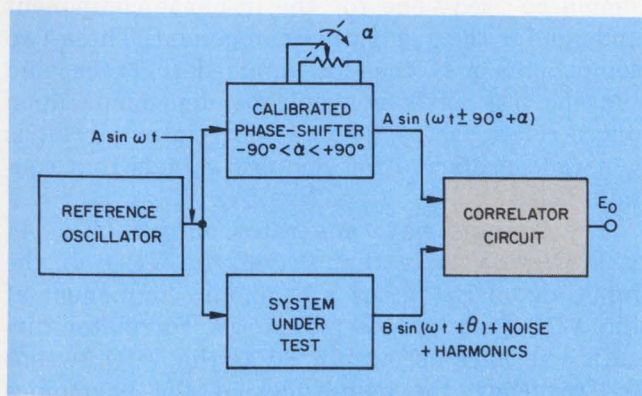 α
CALIBRATED
PHASE-SHIFTER
-90° < α < +90°
A sin ωt
A sin (ωt ± 90° + α)
REFERENCE
OSCILLATOR
CORRELATOR
CIRCUIT
E₀
SYSTEM
UNDER
TEST
B sin (ωt + θ) + NOISE
+ HARMONICS